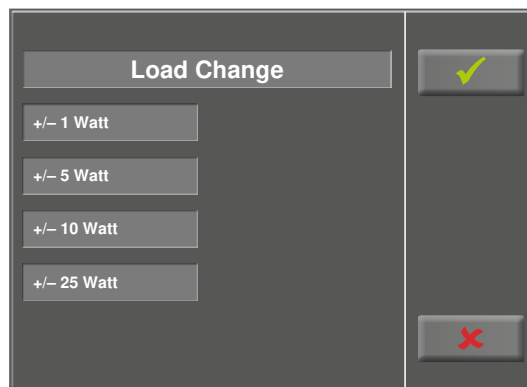 Load Change
+/– 1 Watt
+/– 5 Watt
+/– 10 Watt
+/– 25 Watt